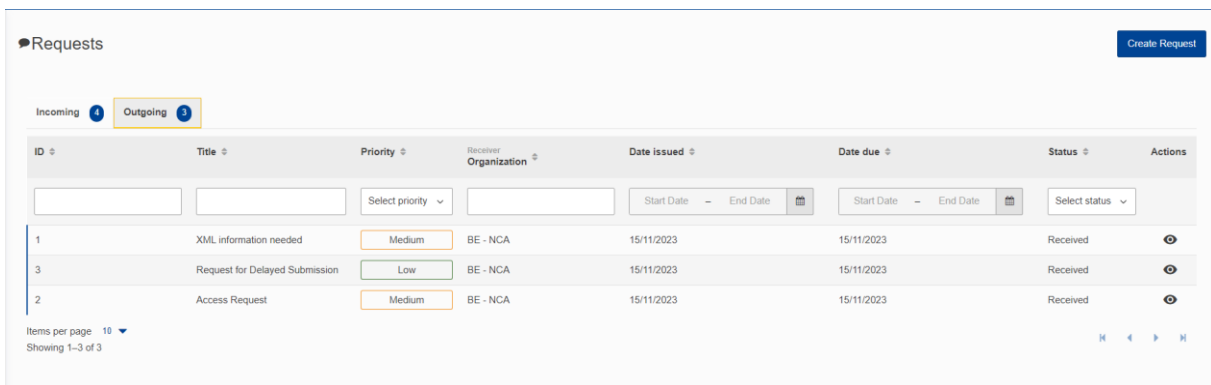 Requests
Create Request
Incoming 4 Outgoing 3
ID Title Priority Receiver Organization Date issued Date due Status Actions
Select priority Start Date – End Date Start Date – End Date Select status
1 XML information needed Medium BE - NCA 15/11/2023 15/11/2023 Received
3 Request for Delayed Submission Low BE - NCA 15/11/2023 15/11/2023 Received
2 Access Request Medium BE - NCA 15/11/2023 15/11/2023 Received
Items per page 10
Showing 1–3 of 3